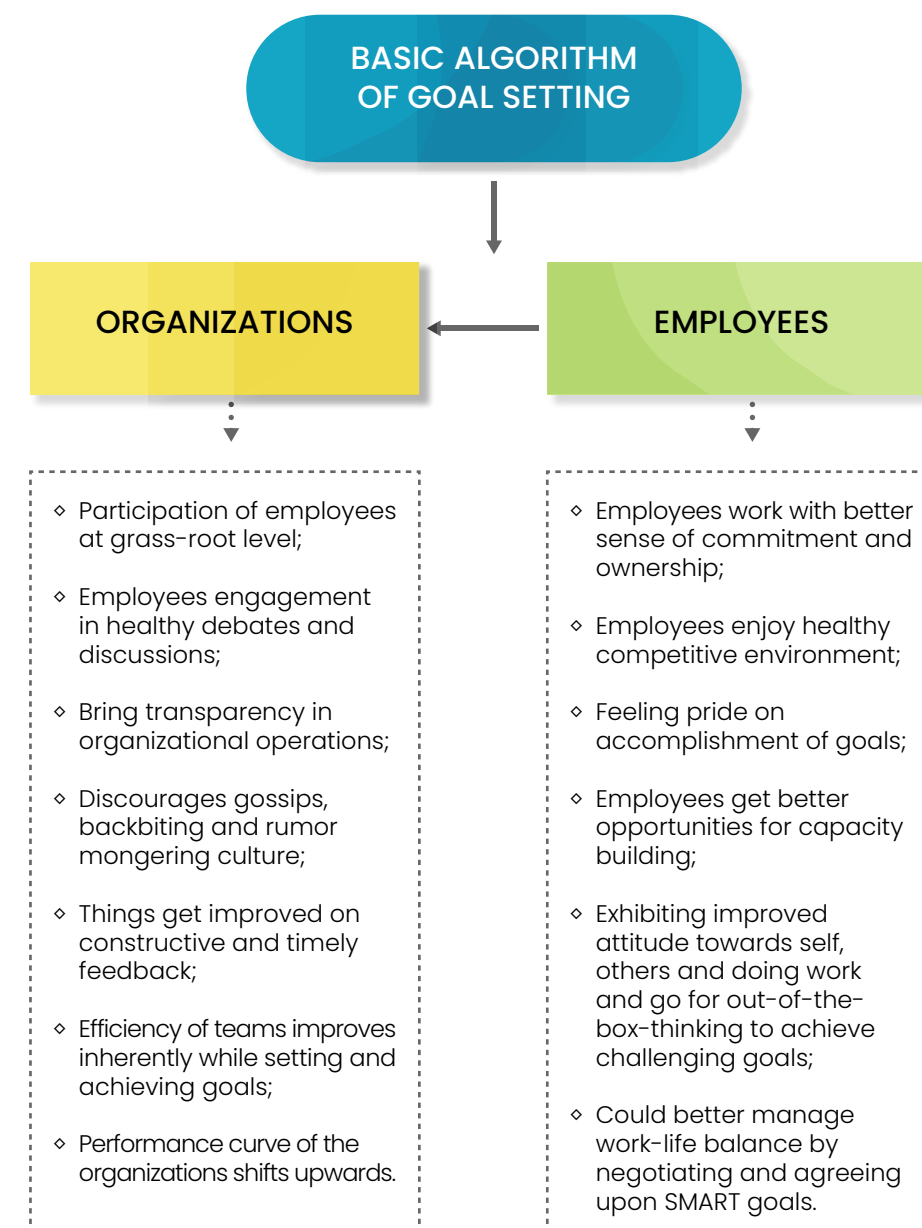 BASIC ALGORITHM
OF GOAL SETTING
ORGANIZATIONS
◇ Participation of employees
at grass-root level;
◇ Employees engagement
in healthy debates and
discussions;
◇ Bring transparency in
organizational operations;
◇ Discourages gossips,
backbiting and rumor
mongering culture;
◇ Things get improved on
constructive and timely
feedback;
◇ Efficiency of teams improves
inherently while setting and
achieving goals;
◇ Performance curve of the
organizations shifts upwards.
EMPLOYEES
◇ Employees work with better
sense of commitment and
ownership;
◇ Employees enjoy healthy
competitive environment;
◇ Feeling pride on
accomplishment of goals;
◇ Employees get better
opportunities for capacity
building;
◇ Exhibiting improved
attitude towards self,
others and doing work
and go for out-of-the-
box-thinking to achieve
challenging goals;
◇ Could better manage
work-life balance by
negotiating and agreeing
upon SMART goals.